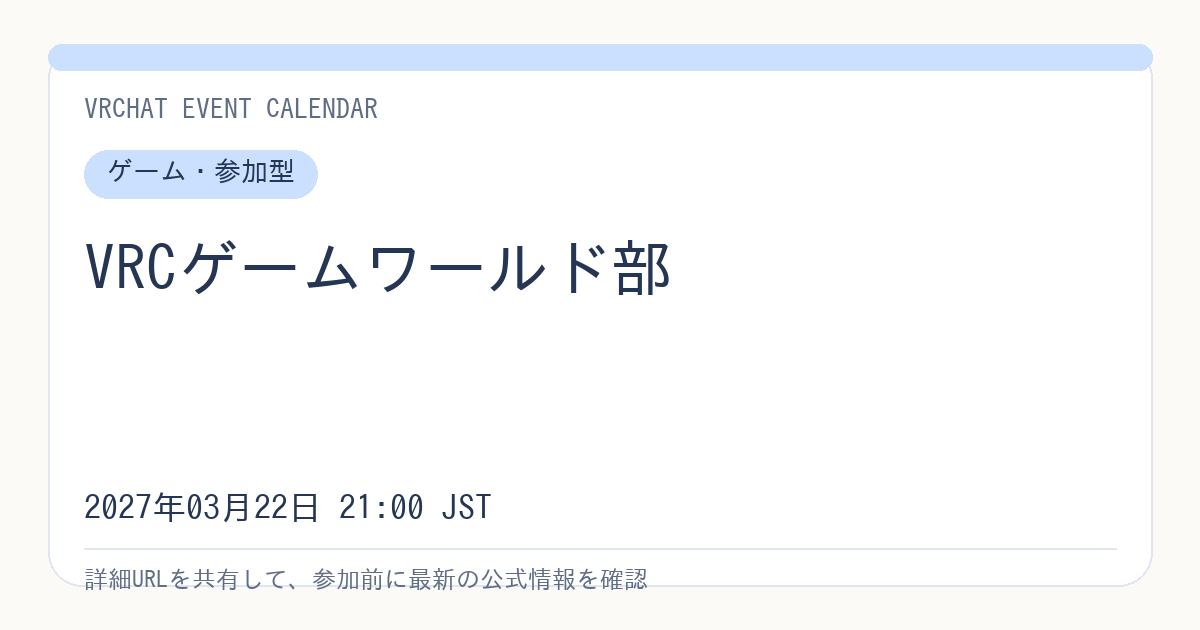 VRCHAT EVENT CALENDAR
ゲーム・参加型
VRCゲームワールド部
2027年03月22日 21:00 JST
詳細URLを共有して、参加前に最新の公式情報を確認